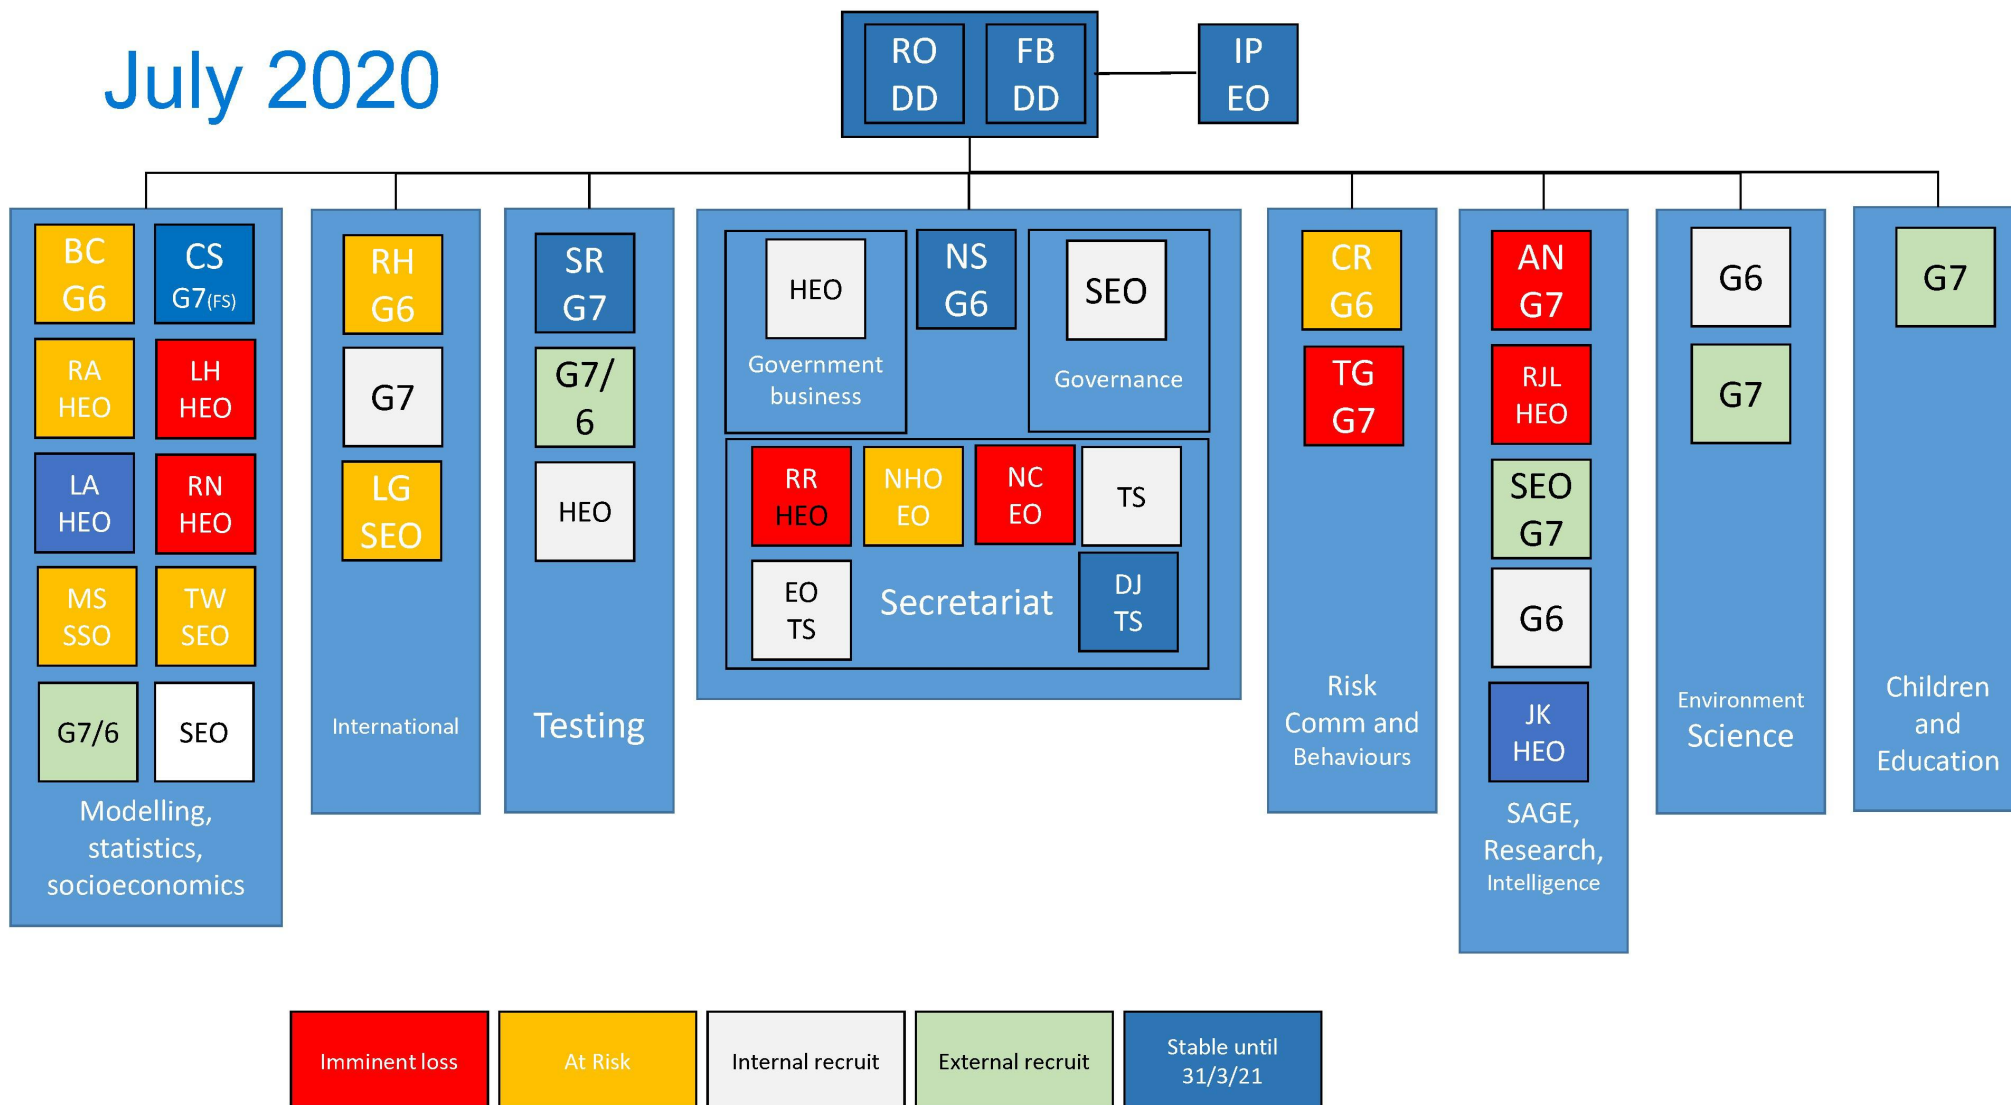 July 2020
RO
DD
FB
DD
IP
EO
BC
G6
CS
G7(FS)
RA
HEO
LH
HEO
LA
HEO
RN
HEO
MS
SSO
TW
SEO
G7/6
SEO
Modelling,
statistics,
socioeconomics
RH
G6
G7
LG
SEO
International
SR
G7
G7/
6
HEO
Testing
HEO
Government
business
NS
G6
SEO
Governance
RR
HEO
NHO
EO
NC
EO
TS
EO
TS
Secretariat
DJ
TS
CR
G6
TG
G7
Risk
Comm and
Behaviours
AN
G7
RJL
HEO
SEO
G7
G6
JK
HEO
SAGE,
Research,
Intelligence
G6
G7
Environment
Science
G7
Children
and
Education
Imminent loss
At Risk
Internal recruit
External recruit
Stable until
31/3/21